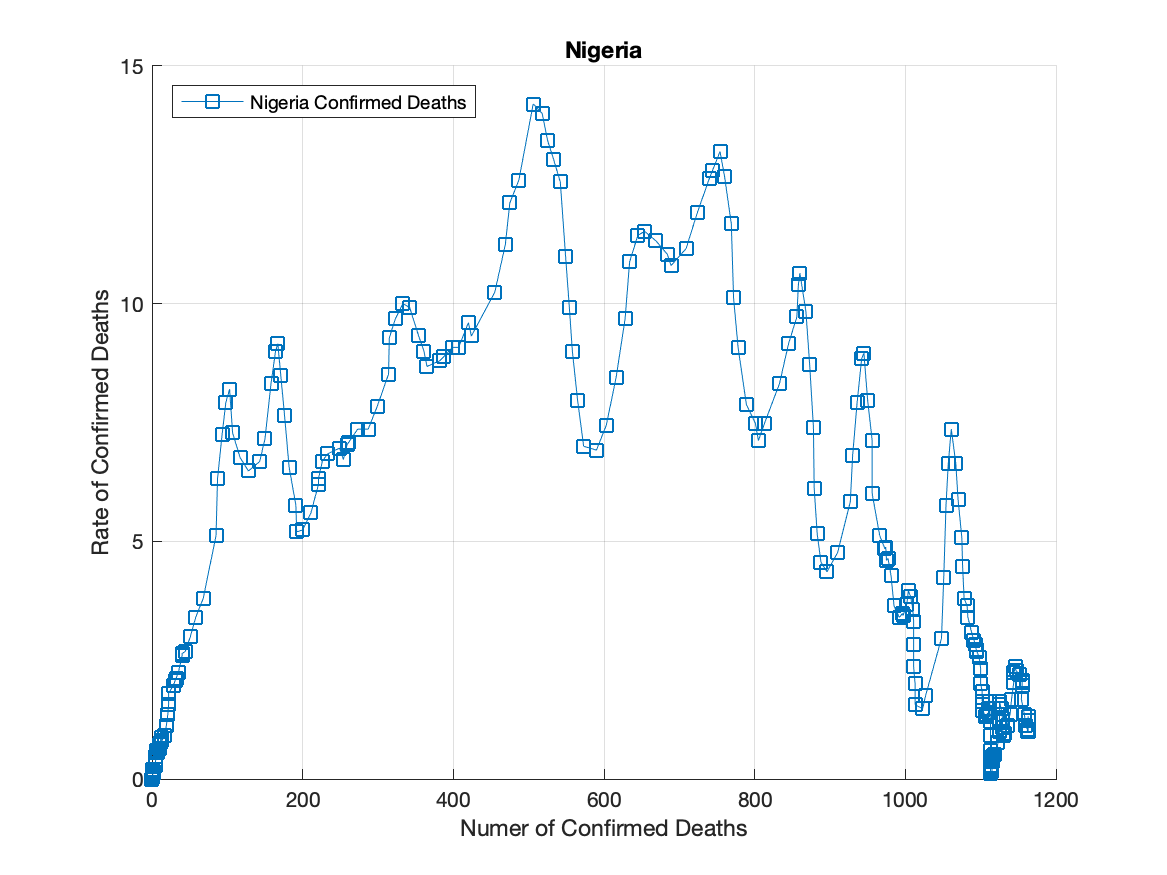 Nigeria
Nigeria Confirmed Deaths
15
10
5
0
Rate of Confirmed Deaths
0 200 400 600 800 1000 1200
Numer of Confirmed Deaths